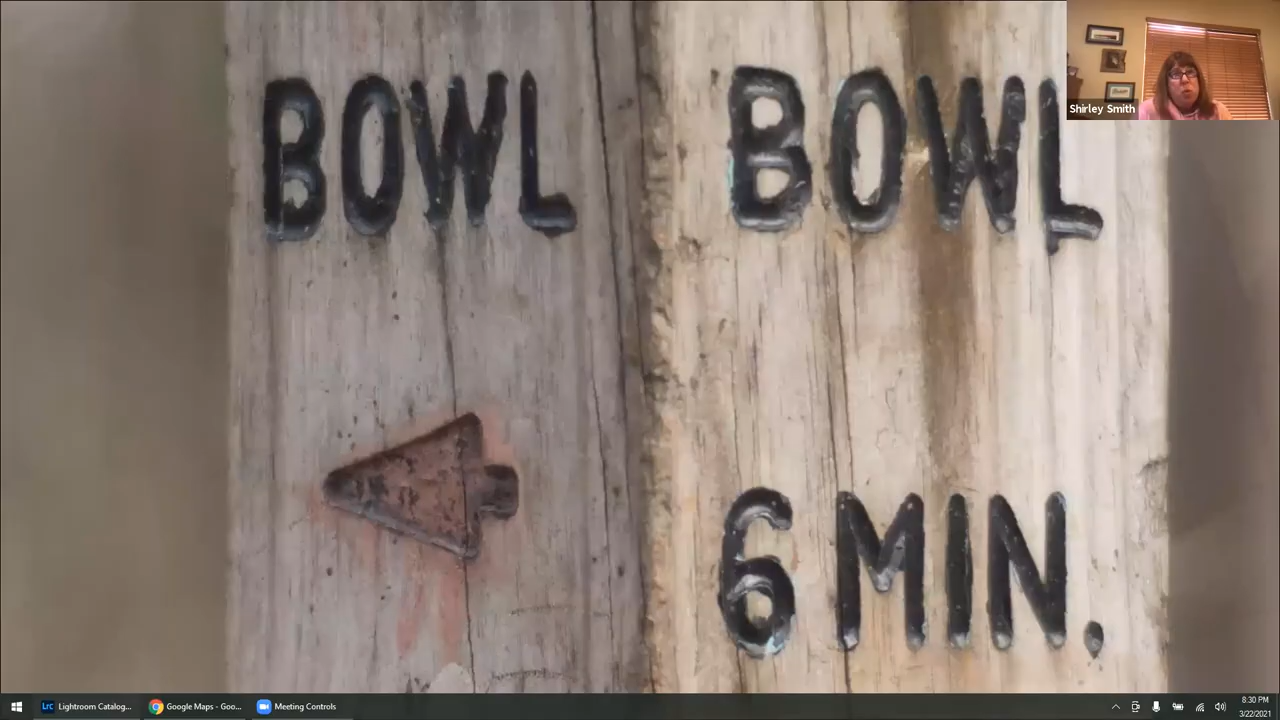 BOWL
BOWL
6 MIN.
Shirley Smith
Lrc Lightroom Catalog...
Google Maps - Goo...
Meeting Controls
8:30 PM
3/22/2021